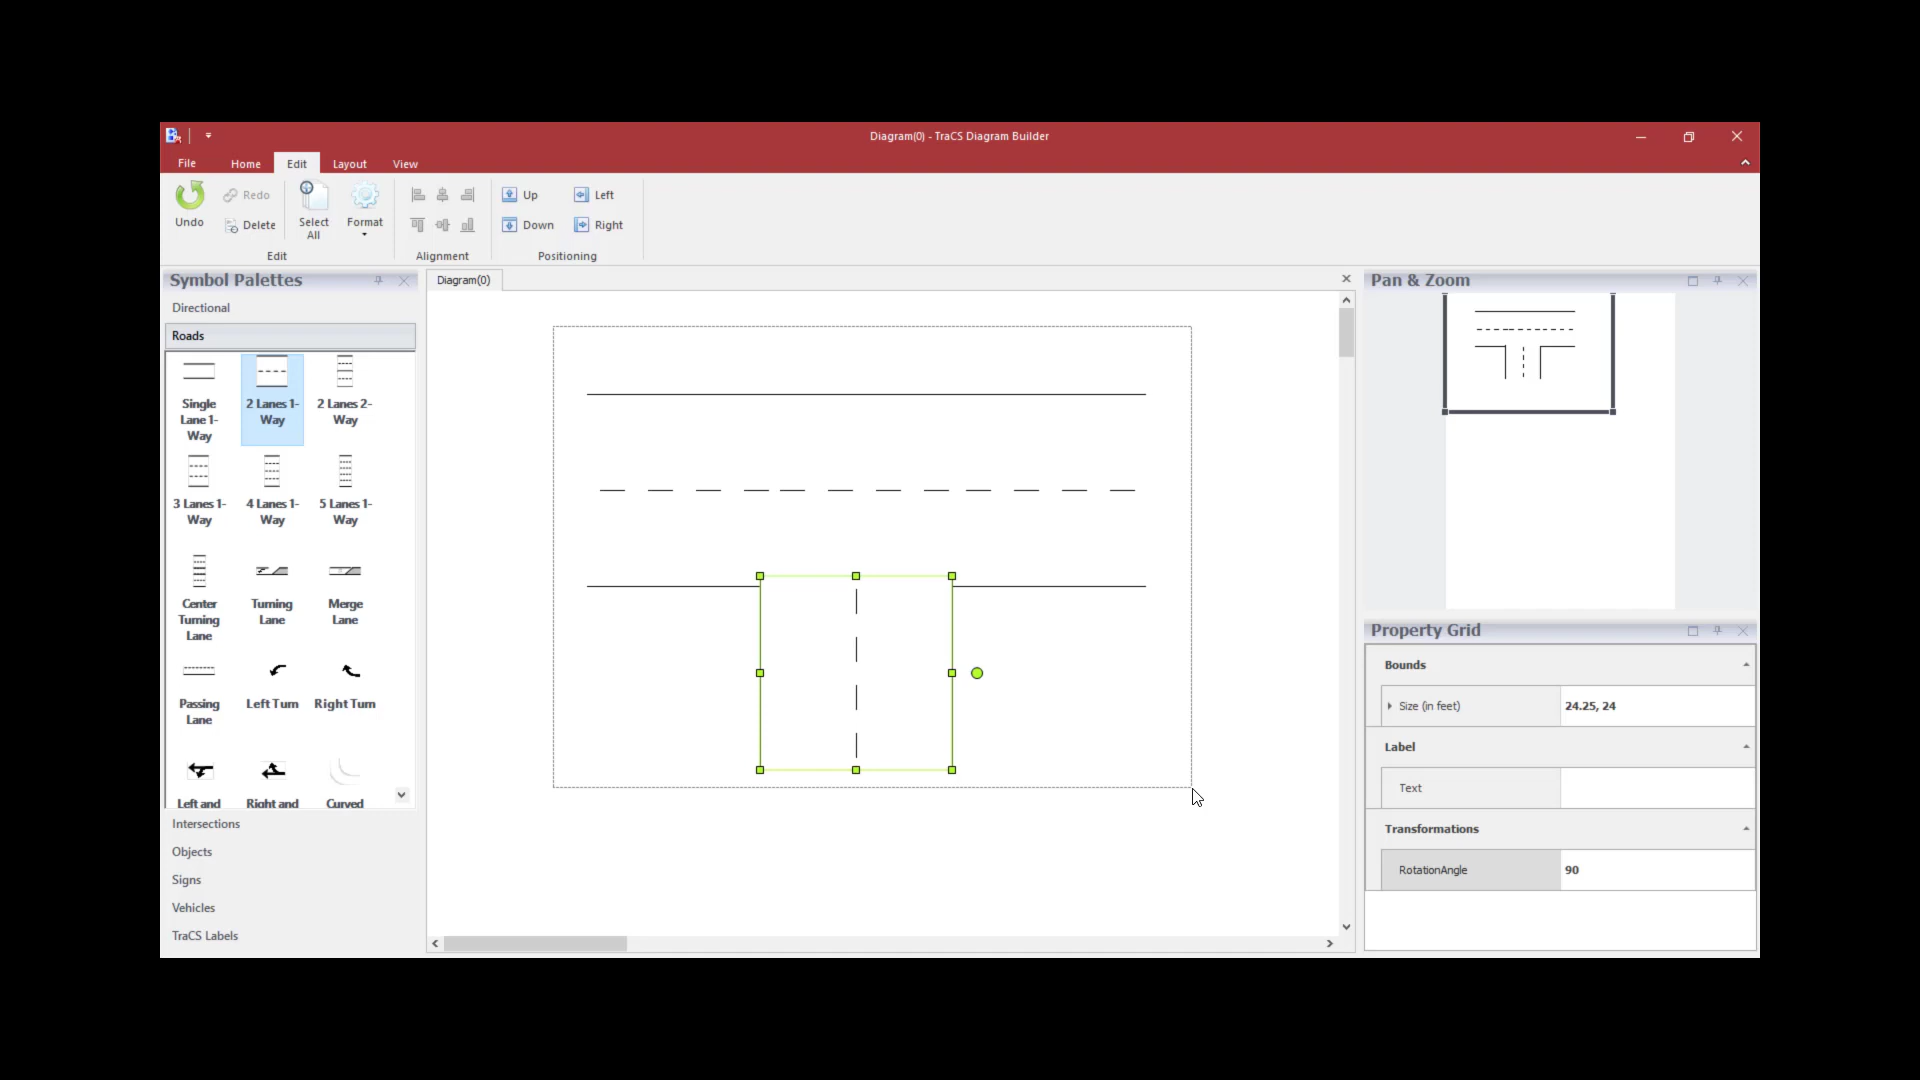 Diagram(0) - TraCS Diagram Builder
File Home Edit Layout View
Undo
Redo
Delete
Select
All
Format
Up
Down
Left
Right
Edit
Alignment
Positioning
Symbol Palettes
Directional
Roads
Single
Lane 1-
Way
2 Lanes 1-
Way
2 Lanes 2-
Way
3 Lanes 1-
Way
4 Lanes 1-
Way
5 Lanes 1-
Way
Center
Turning
Lane
Turning
Lane
Merge
Lane
Passing
Lane
Left Turn
Right Turn
Left and
Right and
Curved
Intersections
Objects
Signs
Vehicles
TraCS Labels
Diagram(0)
Pan & Zoom
Property Grid
Bounds
Size (in feet) 24.25, 24
Label
Text
Transformations
RotationAngle 90